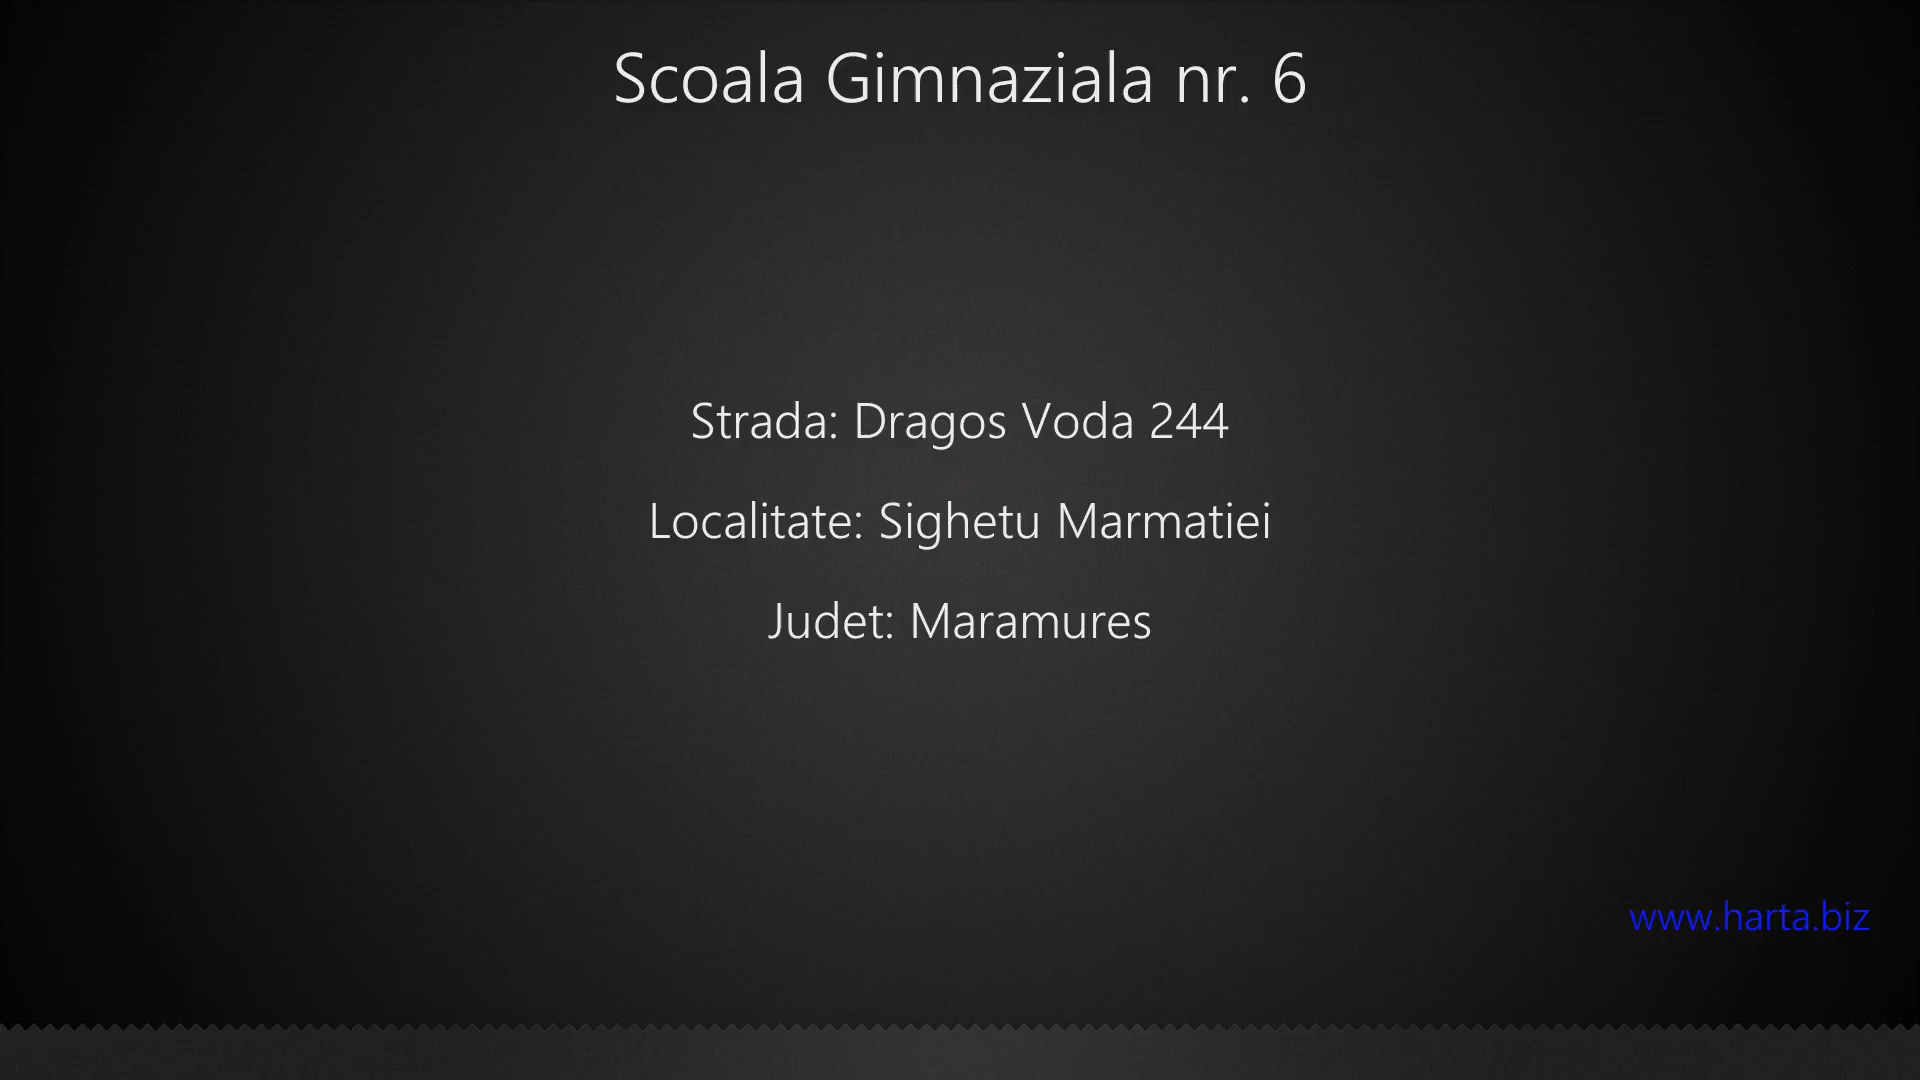 Scoala Gimnaziala nr. 6
Strada: Dragos Voda 244
Localitate: Sighetu Marmatiei
Judet: Maramures
www.harta.biz